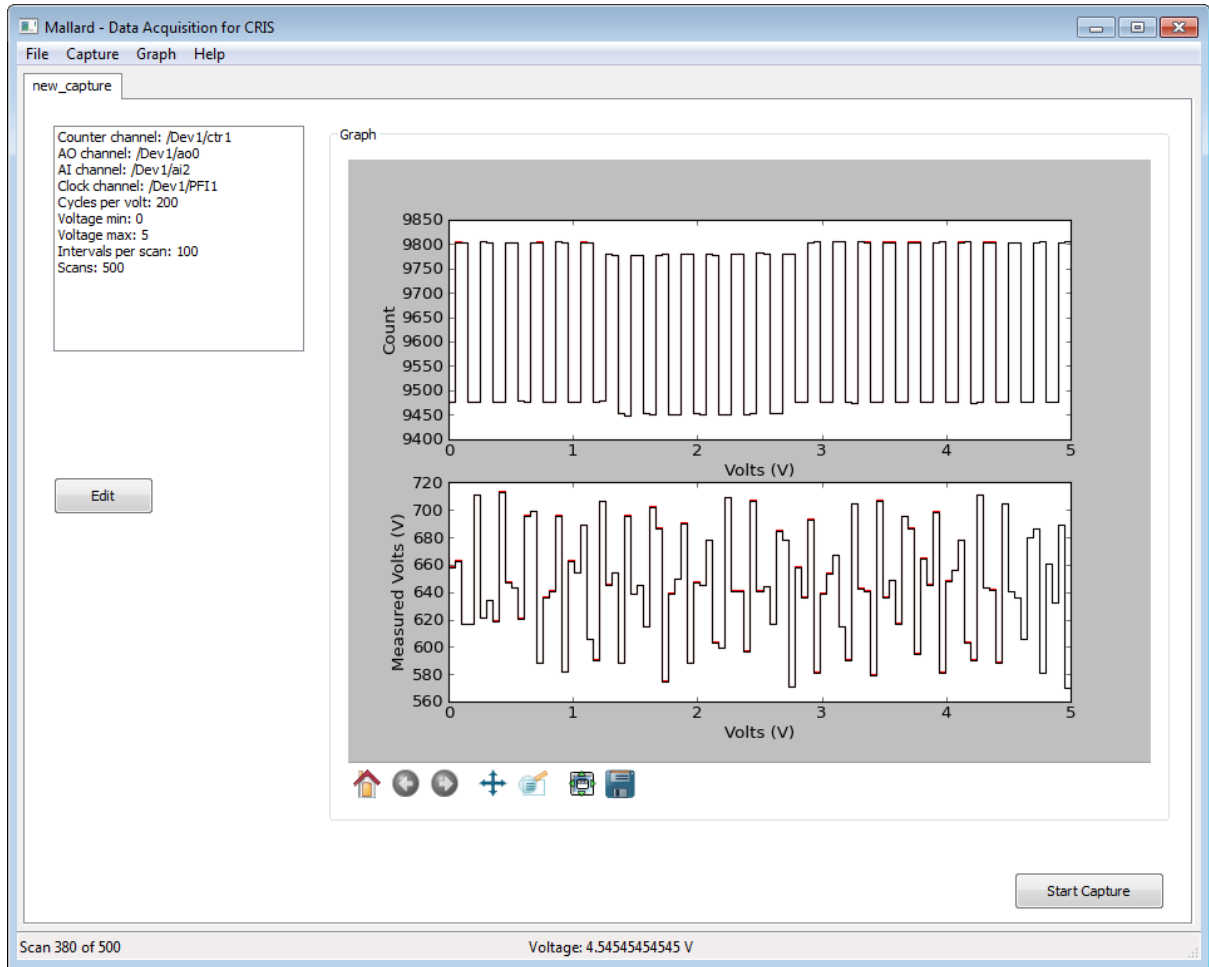 Mallard - Data Acquisition for CRIS
File Capture Graph Help
new_capture
Counter channel: /Dev1/ctr1
AO channel: /Dev1/ao0
AI channel: /Dev1/ai2
Clock channel: /Dev1/PFI1
Cycles per volt: 200
Voltage min: 0
Voltage max: 5
Intervals per scan: 100
Scans: 500
Edit
Graph
9850
9800
9750
9700
9650
9600
9550
9500
9450
9400
Count
0 1 2 3 4 5
Volts (V)
720
700
680
660
640
620
600
580
560
Measured Volts (V)
0 1 2 3 4 5
Volts (V)
Start Capture
Scan 380 of 500
Voltage: 4.54545454545 V